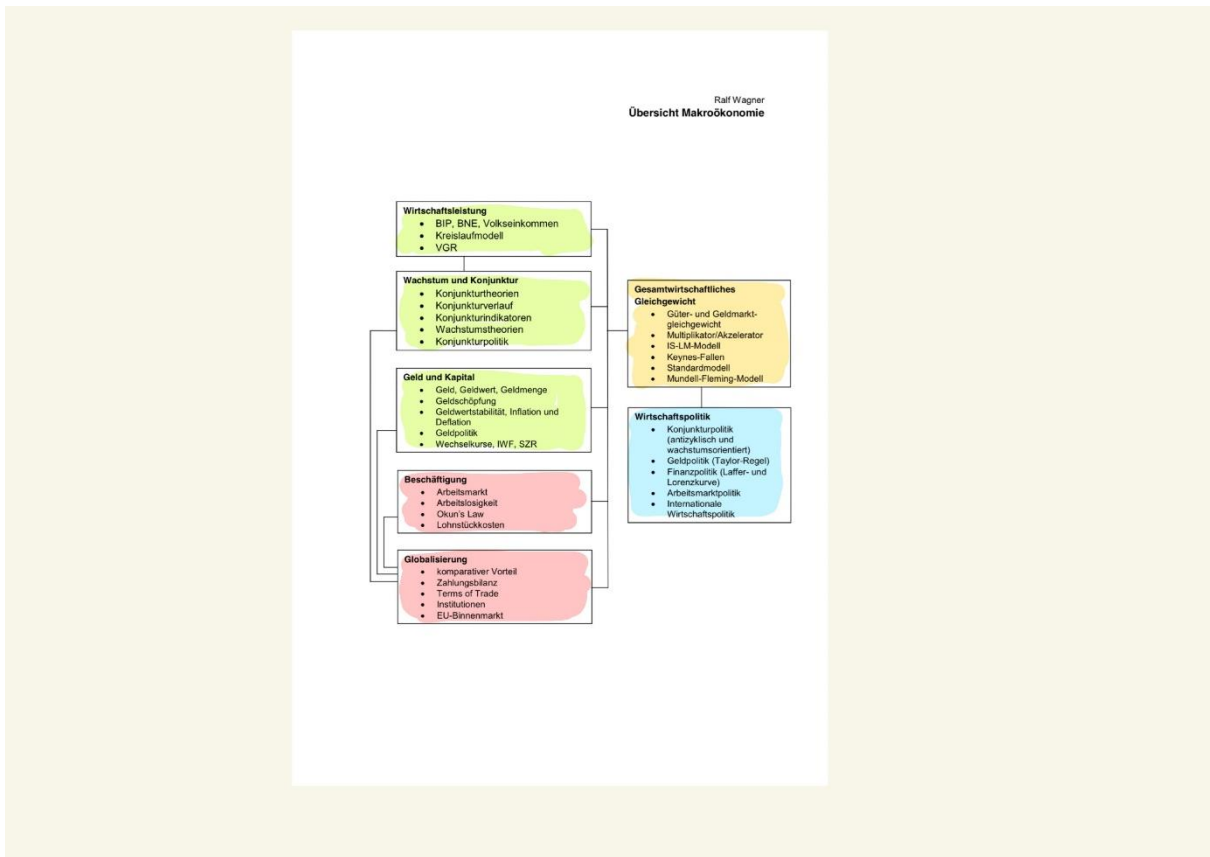 Ralf Wagner
Übersicht Makroökonomie
Wirtschaftsleistung
• BIP, BNE, Volkseinkommen
• Kreislaufmodell
• VGR
Wachstum und Konjunktur
• Konjunkturtheorien
• Konjunkturverlauf
• Konjunkturindikatoren
• Wachstumstheorien
• Konjunkturpolitik
Geld und Kapital
• Geld, Geldwert, Geldmenge
• Geldschöpfung
• Geldwertstabilität, Inflation und
Deflation
• Geldpolitik
• Wechselkurse, IWF, SZR
Beschäftigung
• Arbeitsmarkt
• Arbeitslosigkeit
• Okun's Law
• Lohnstückkosten
Globalisierung
• komparativer Vorteil
• Zahlungsbilanz
• Terms of Trade
• Institutionen
• EU-Binnenmarkt
Gesamtwirtschaftliches
Gleichgewicht
• Güter- und Geldmarkt-
gleichgewicht
• Multiplikator/Akzelerator
• IS-LM-Modell
• Keynes-Fallen
• Standardmodell
• Mundell-Fleming-Modell
Wirtschaftspolitik
• Konjunkturpolitik
(antizyklisch und
wachstumsorientiert)
• Geldpolitik (Taylor-Regel)
• Finanzpolitik (Laffer- und
Lorenzkurve)
• Arbeitsmarktpolitik
• Internationale
Wirtschaftspolitik